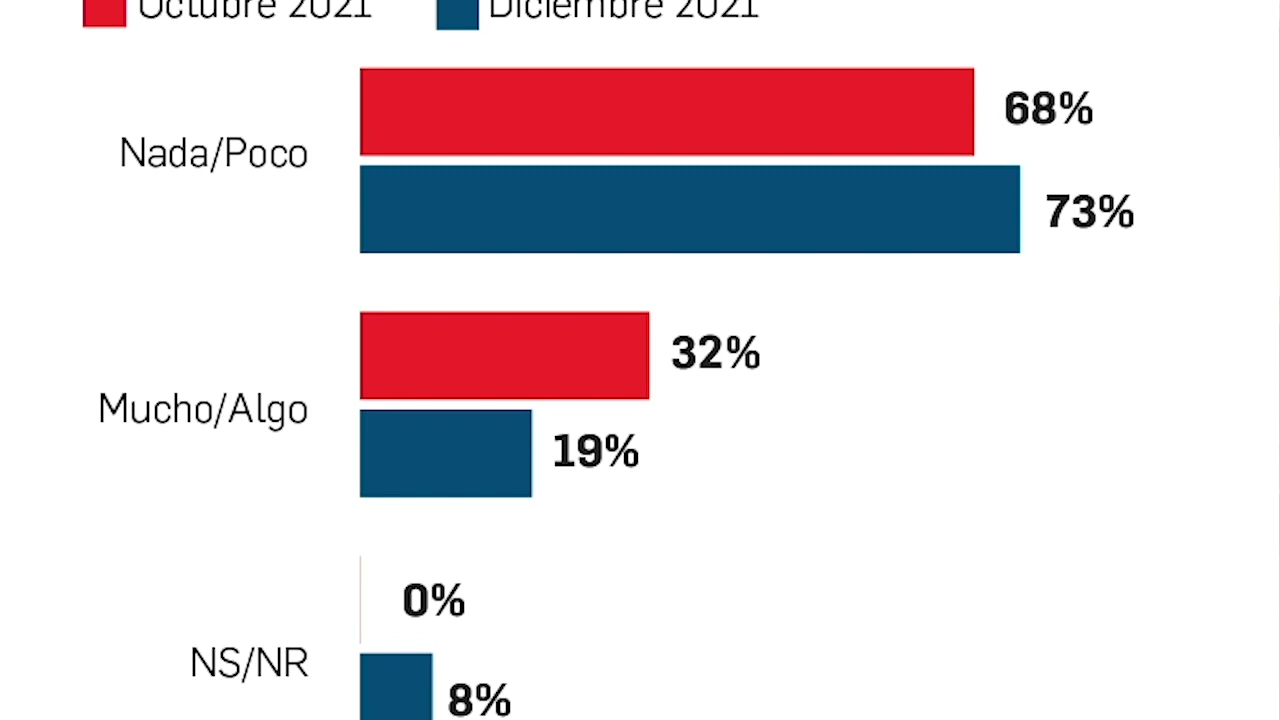 Octubre 2021 Diciembre 2021
68%
Nada/Poco
73%
32%
Mucho/Algo
19%
0%
NS/NR
8%